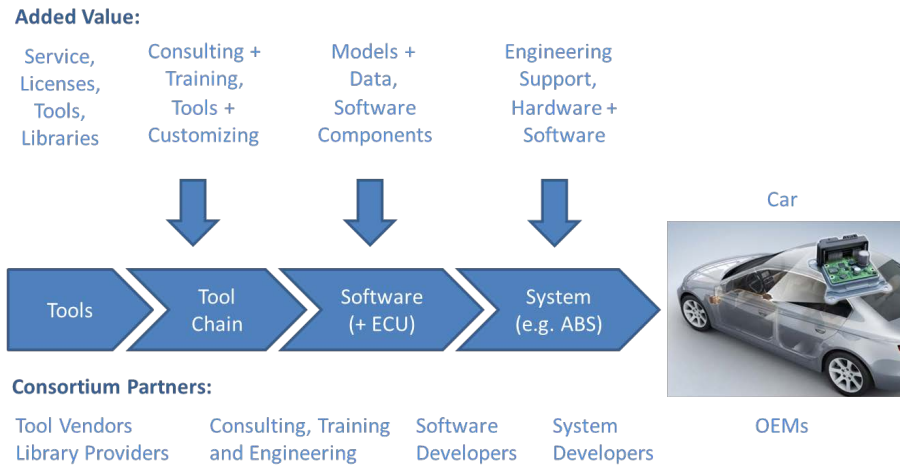 Added Value:
Service,
Licenses,
Tools,
Libraries
Consulting +
Training,
Tools +
Customizing
Models +
Data,
Software
Components
Engineering
Support,
Hardware +
Software
Car
Tools
Tool
Chain
Software
(+ ECU)
System
(e.g. ABS)
Consortium Partners:
Tool Vendors
Library Providers
Consulting, Training
and Engineering
Software
Developers
System
Developers
OEMs